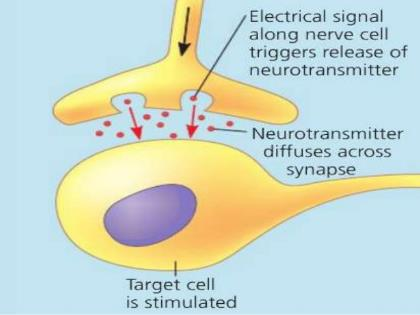 Electrical signal
along nerve cell
triggers release of
neurotransmitter
Neurotransmitter
diffuses across
synapse
Target cell
is stimulated